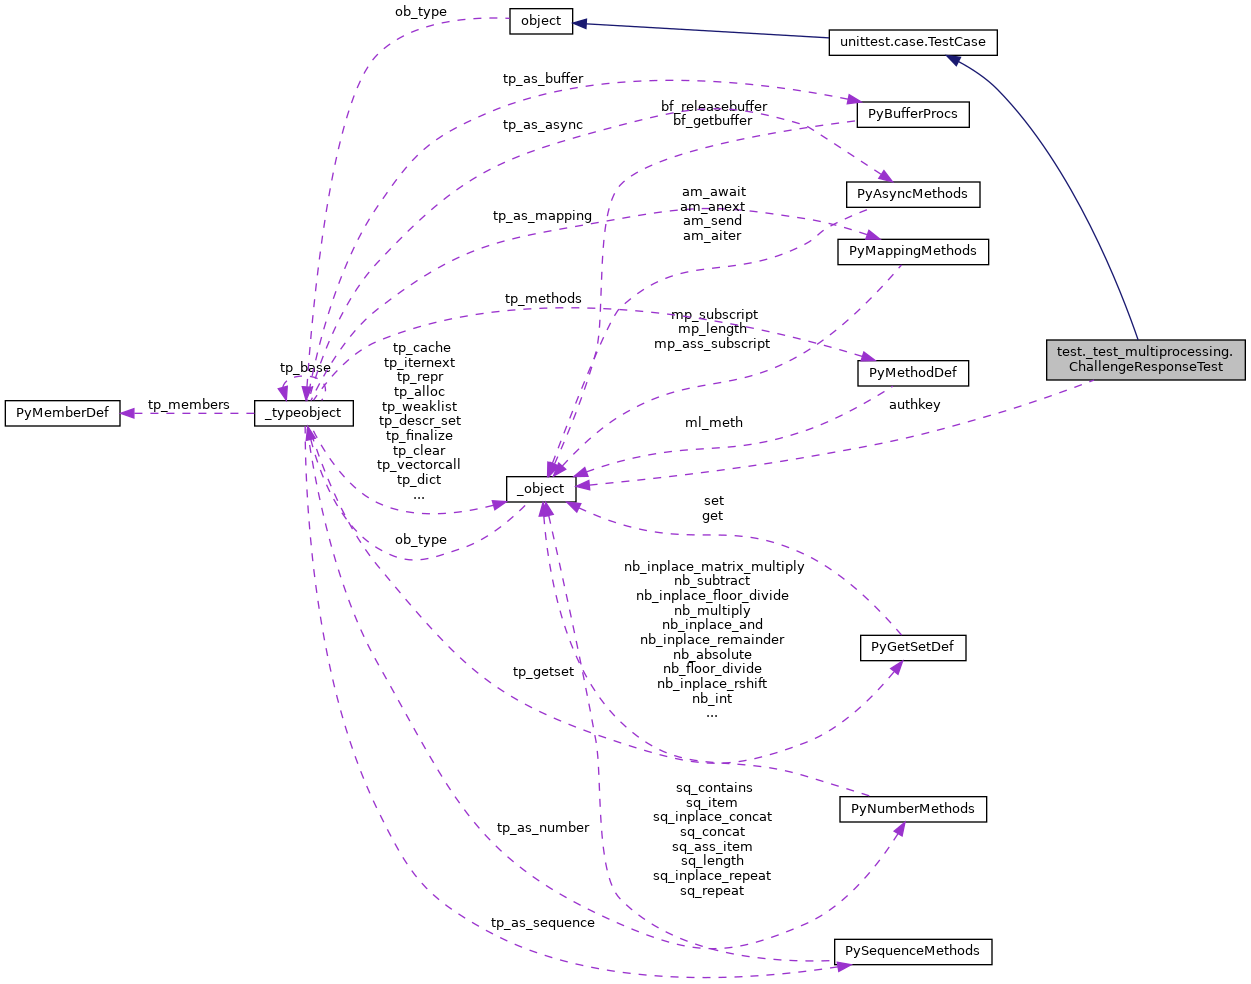 ob_type
object
unittest.case.TestCase
tp_as_buffer
bf_releasebuffer
bf_getbuffer
PyBufferProcs
tp_as_async
am_await
am_anext
am_send
am_aiter
PyAsyncMethods
tp_as_mapping
PyMappingMethods
tp_methods
mp_subscript
mp_length
mp_ass_subscript
test._test_multiprocessing.
ChallengeResponseTest
tp_base
PyMethodDef
tp_cache
tp_iternext
tp_repr
tp_alloc
tp_weaklist
tp_descr_set
tp_finalize
tp_clear
tp_vectorcall
tp_dict
...
PyMemberDef
tp_members
_typeobject
authkey
ml_meth
_object
set
get
ob_type
nb_inplace_matrix_multiply
nb_subtract
nb_inplace_floor_divide
nb_multiply
nb_inplace_and
nb_inplace_remainder
nb_absolute
nb_floor_divide
nb_inplace_rshift
nb_int
...
PyGetSetDef
tp_getset
sq_contains
sq_item
sq_inplace_concat
sq_concat
sq_ass_item
sq_length
sq_inplace_repeat
sq_repeat
PyNumberMethods
tp_as_number
tp_as_sequence
PySequenceMethods